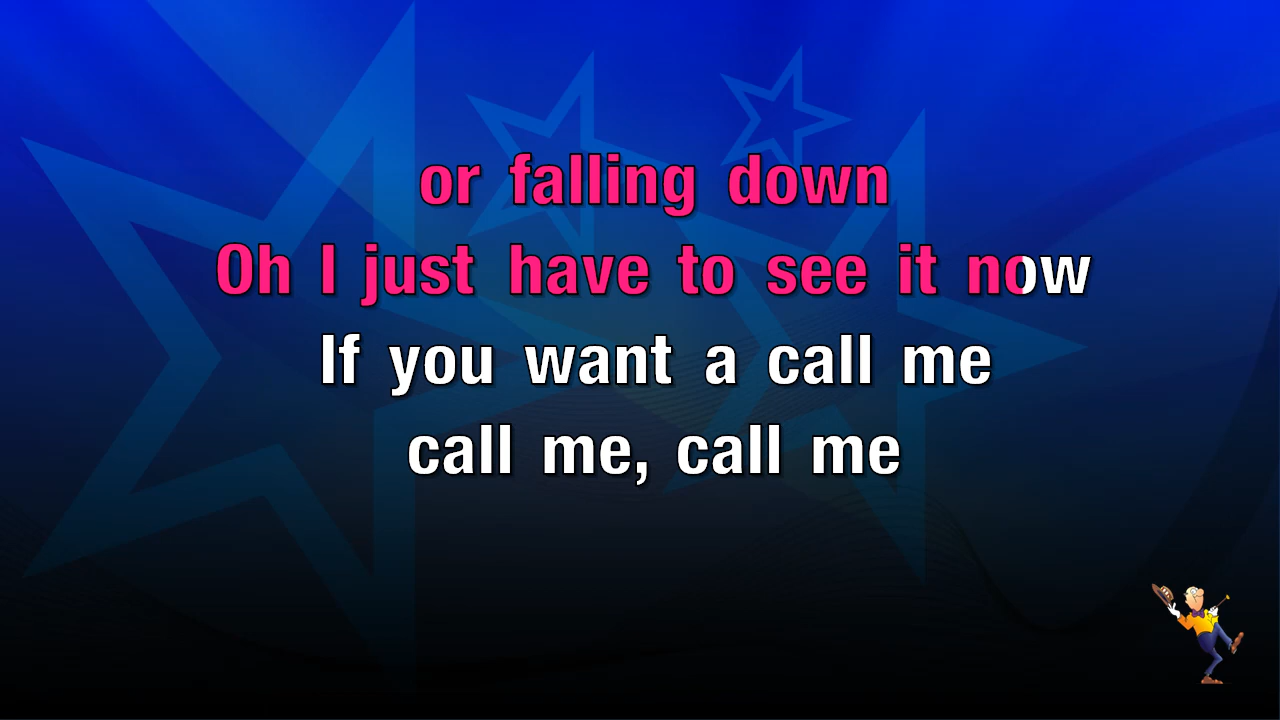 or falling down
Oh I just have to see it now
If you want a call me
call me, call me